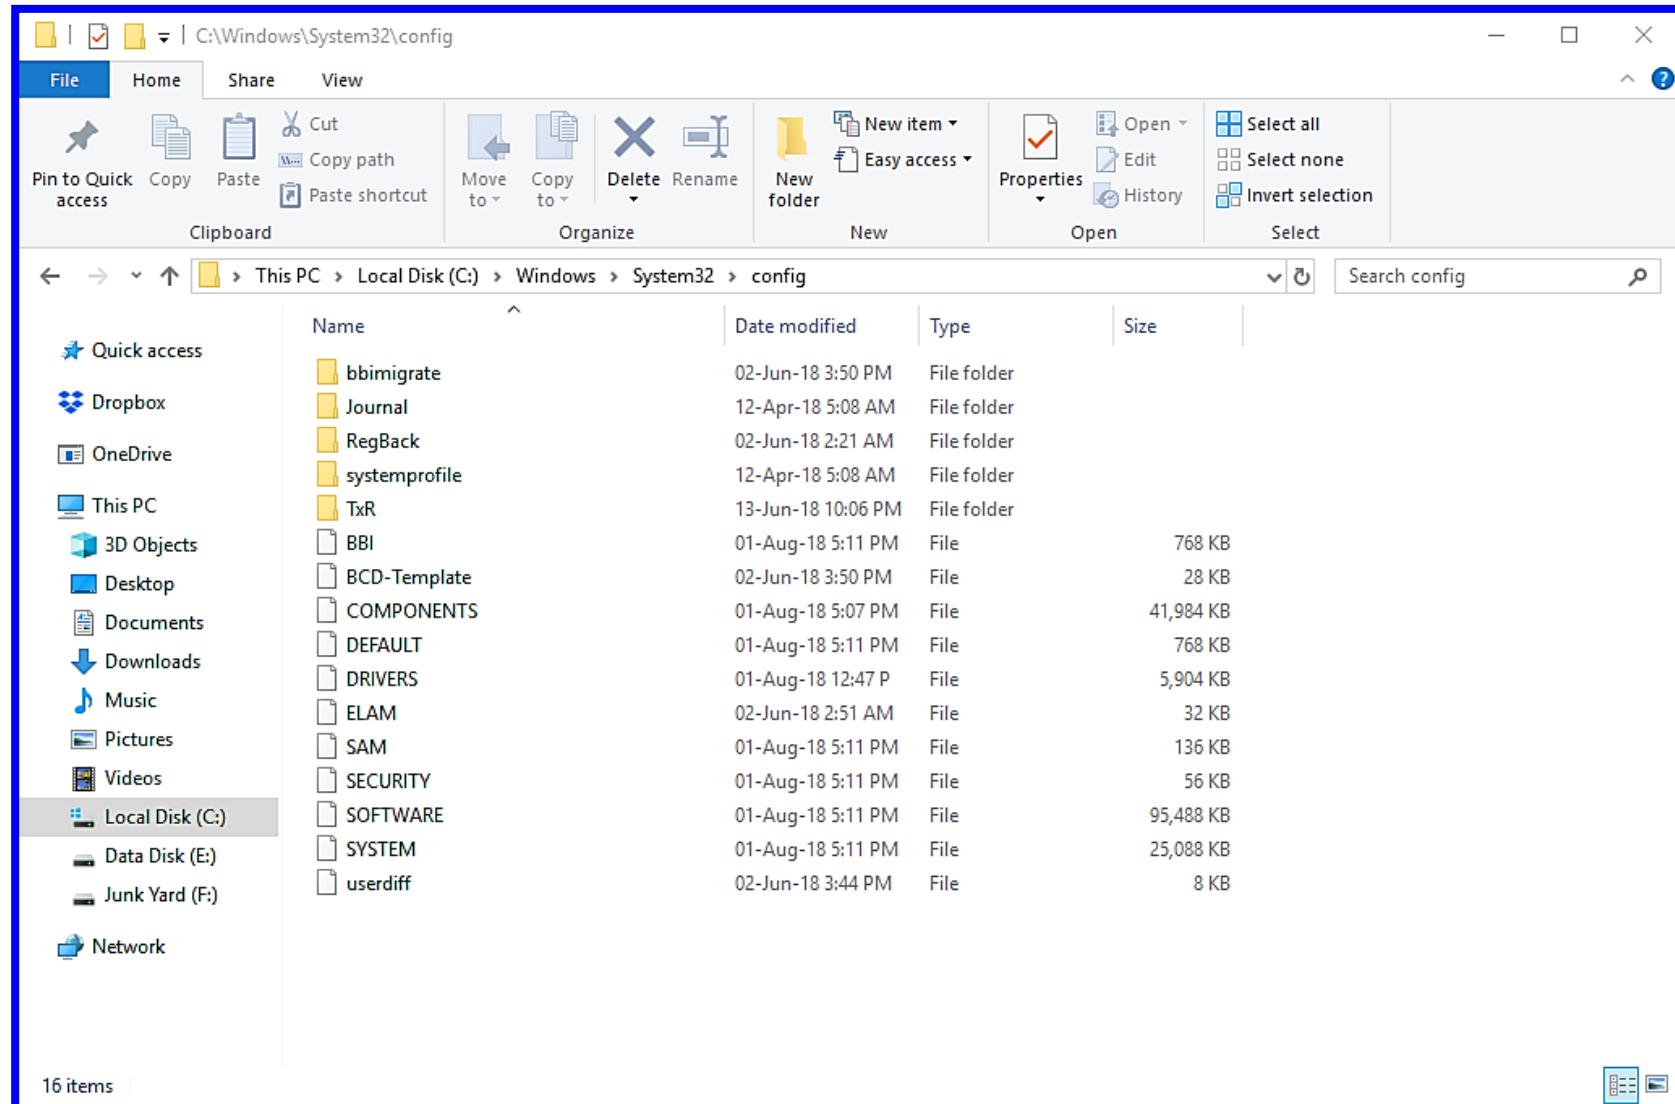 C:\Windows\System32\config
File Home Share View
Pin to Quick access
Copy
Paste
Cut
Copy path
Paste shortcut
Clipboard
Move to
Copy to
Delete
Rename
Organize
New folder
New item
Easy access
New
Properties
Open
Edit
History
Open
Select all
Select none
Invert selection
Select
This PC Local Disk (C:) Windows System32 config
Search config
Quick access
Dropbox
OneDrive
This PC
3D Objects
Desktop
Documents
Downloads
Music
Pictures
Videos
Local Disk (C:)
Data Disk (E:)
Junk Yard (F:)
Network
Name Date modified Type Size
bbimigrate 02-Jun-18 3:50 PM File folder
Journal 12-Apr-18 5:08 AM File folder
RegBack 02-Jun-18 2:21 AM File folder
systemprofile 12-Apr-18 5:08 AM File folder
TxR 13-Jun-18 10:06 PM File folder
BBI 01-Aug-18 5:11 PM File 768 KB
BCD-Template 02-Jun-18 3:50 PM File 28 KB
COMPONENTS 01-Aug-18 5:07 PM File 41,984 KB
DEFAULT 01-Aug-18 5:11 PM File 768 KB
DRIVERS 01-Aug-18 12:47 P File 5,904 KB
ELAM 02-Jun-18 2:51 AM File 32 KB
SAM 01-Aug-18 5:11 PM File 136 KB
SECURITY 01-Aug-18 5:11 PM File 56 KB
SOFTWARE 01-Aug-18 5:11 PM File 95,488 KB
SYSTEM 01-Aug-18 5:11 PM File 25,088 KB
userdiff 02-Jun-18 3:44 PM File 8 KB
16 items